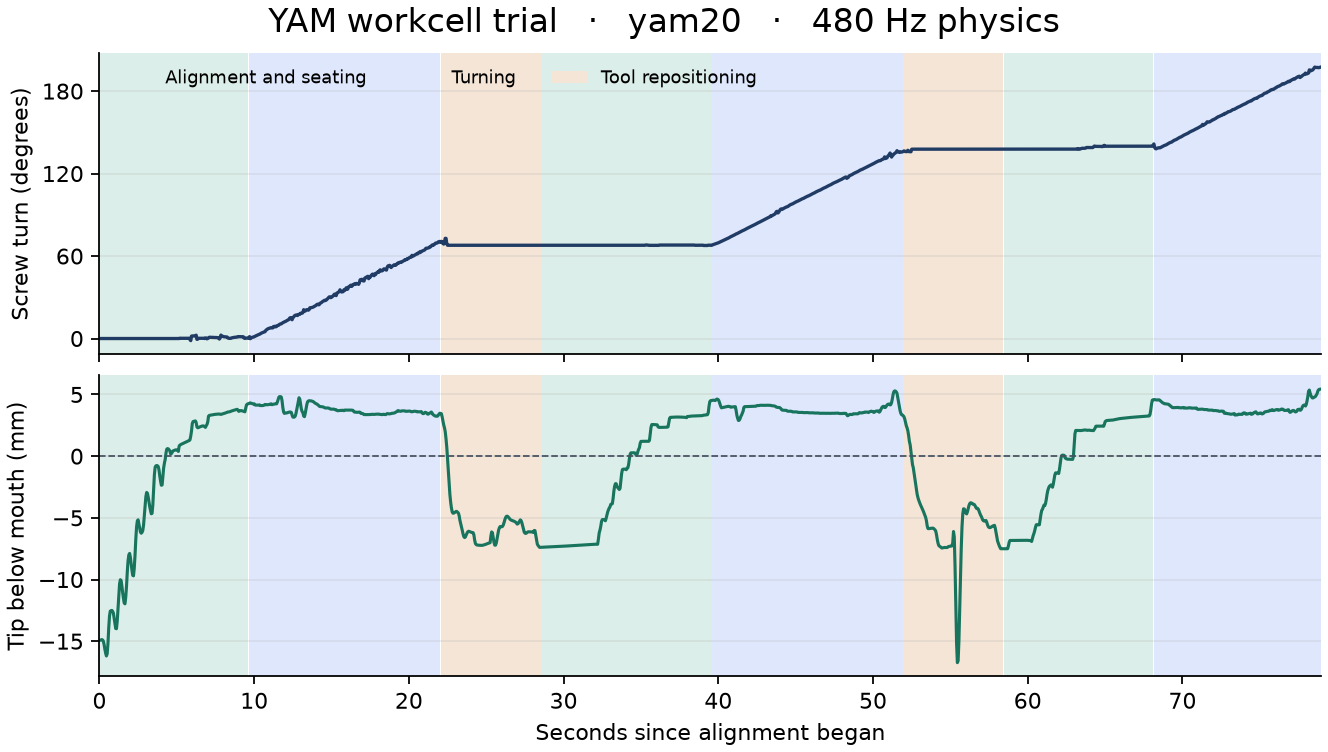 YAM workcell trial · yam20 · 480 Hz physics
Alignment and seating Turning Tool repositioning
Screw turn (degrees)
180
120
60
0
Tip below mouth (mm)
5
0
−5
−10
−15
0 10 20 30 40 50 60 70
Seconds since alignment began